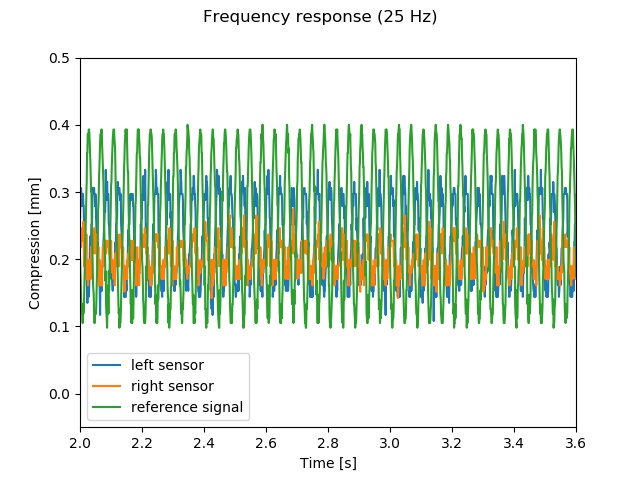 Frequency response (25 Hz)
0.5
0.4
0.3
0.2
0.1
0.0
Compression [mm]
left sensor
right sensor
reference signal
2.0 2.2 2.4 2.6 2.8 3.0 3.2 3.4 3.6
Time [s]